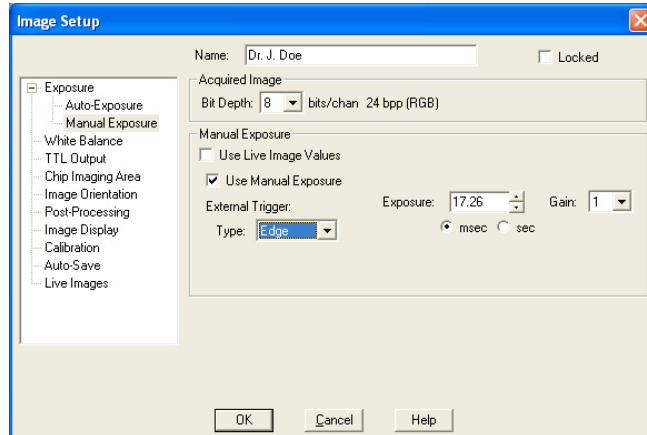 Image Setup
Name: Dr. J. Doe Locked
Exposure
Auto-Exposure
Manual Exposure
White Balance
TTL Output
Chip Imaging Area
Image Orientation
Post-Processing
Image Display
Calibration
Auto-Save
Live Images
Acquired Image
Bit Depth: 8 bits/chan 24 bpp (RGB)
Manual Exposure
Use Live Image Values
Use Manual Exposure
External Trigger: Exposure: 17.26 Gain: 1
Type: Edge msec sec
OK Cancel Help